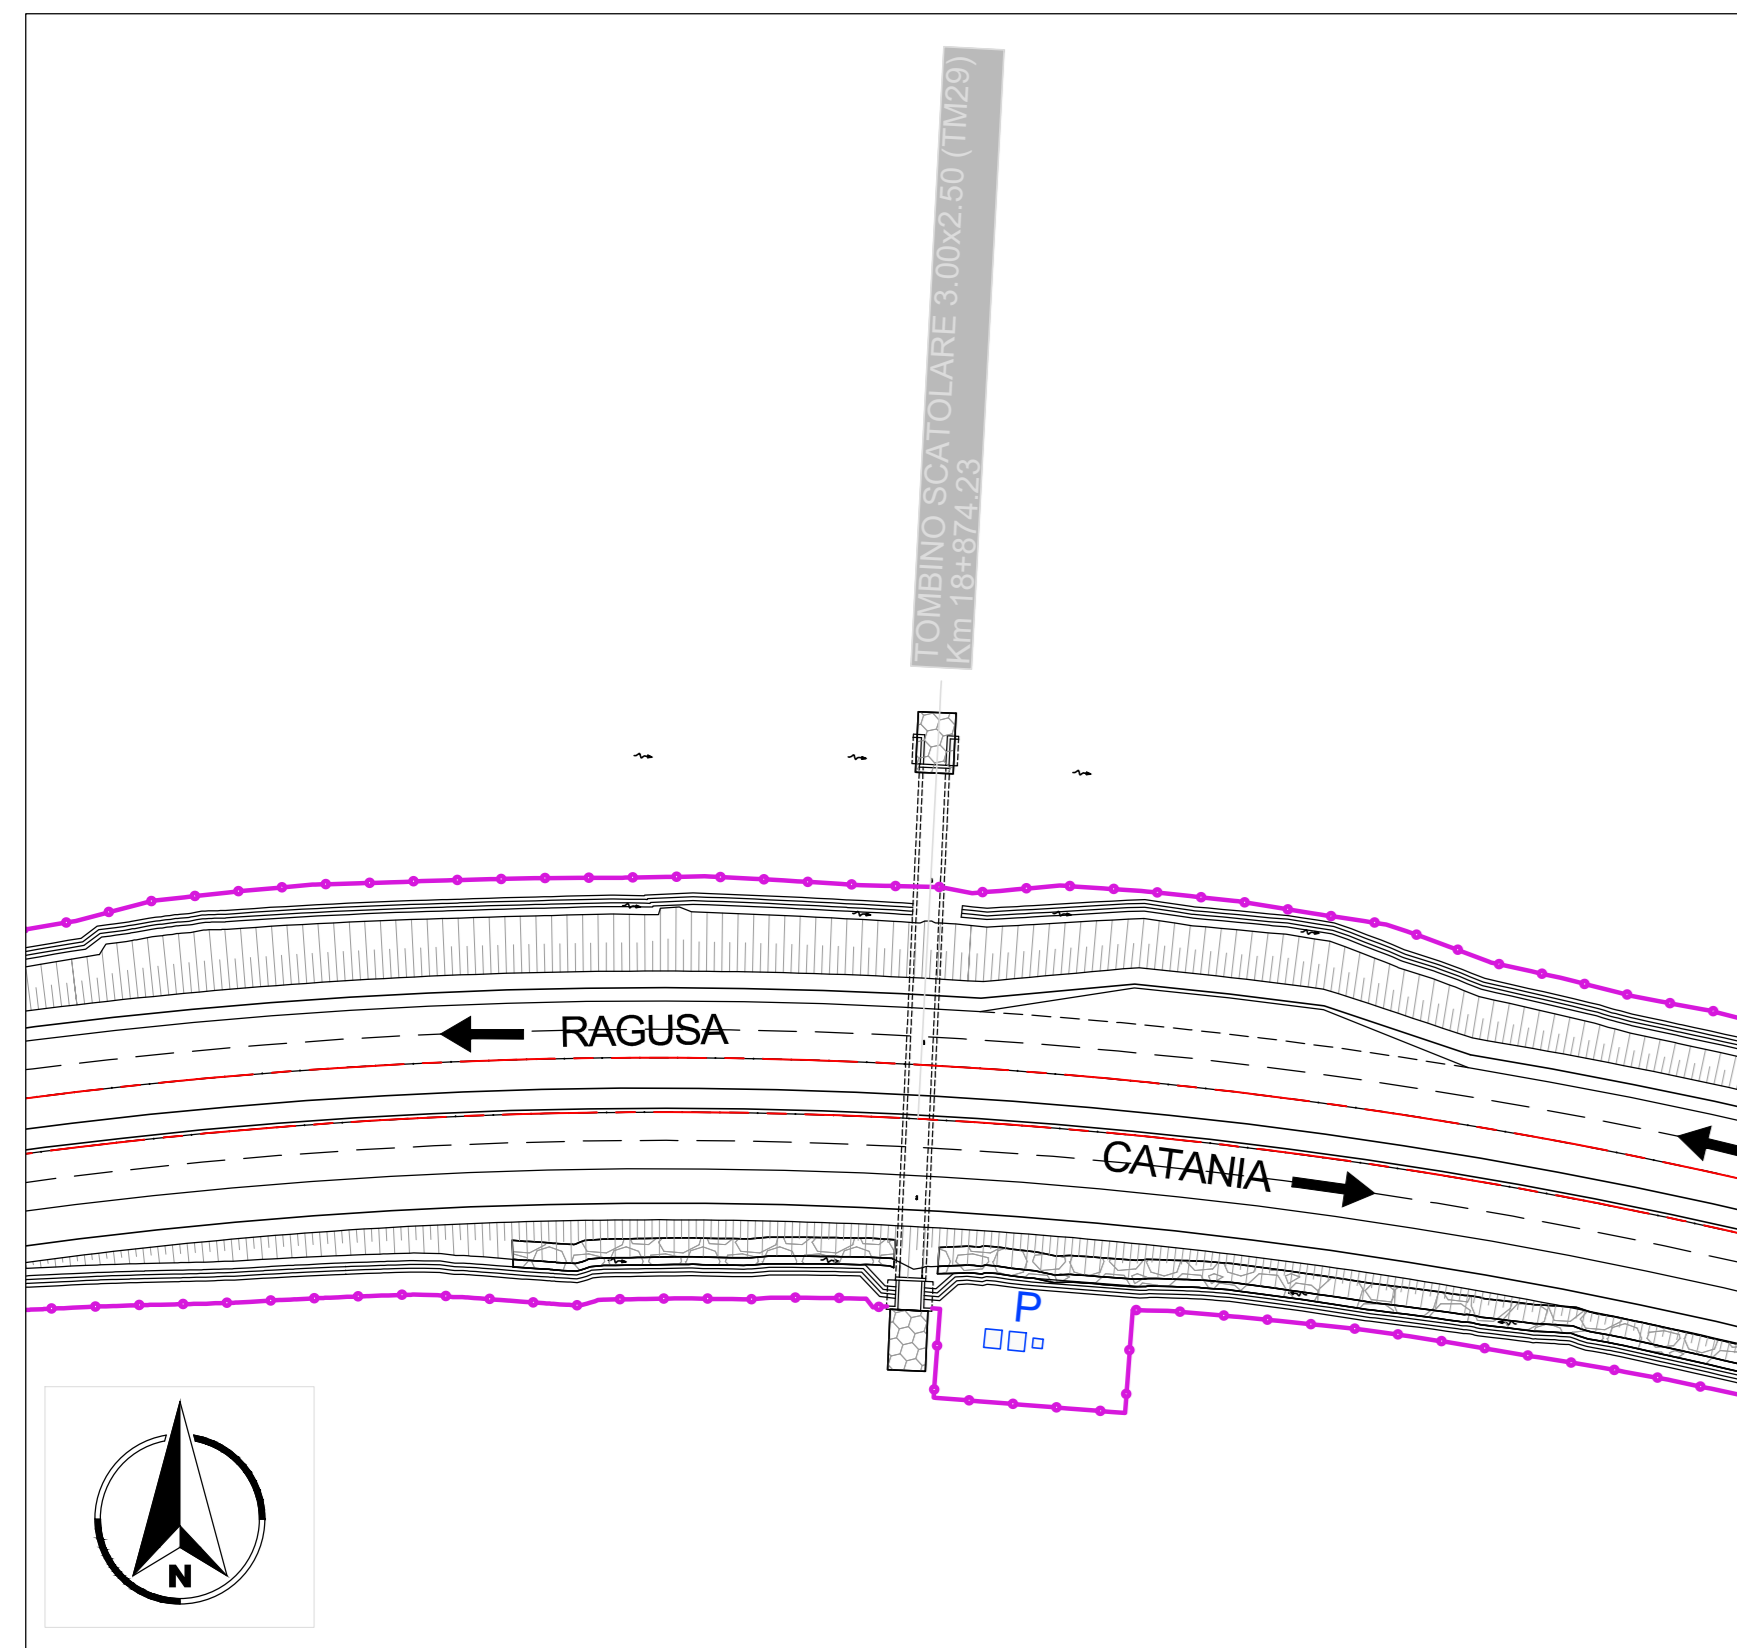 TOMBINO SCATOLARE 3.00x2.50 (TM29)
Km 18+874.23
RAGUSA
CATANIA
P
N